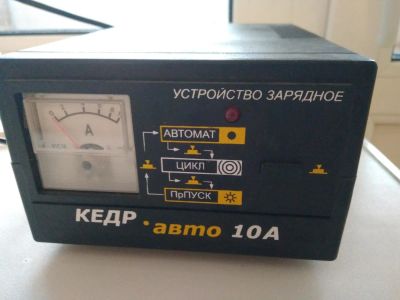 УСТРОЙСТВО ЗАРЯДНОЕ
А
АВТОМАТ
ЦИКЛ
ПрПУСК
КЕДР·авто 10А